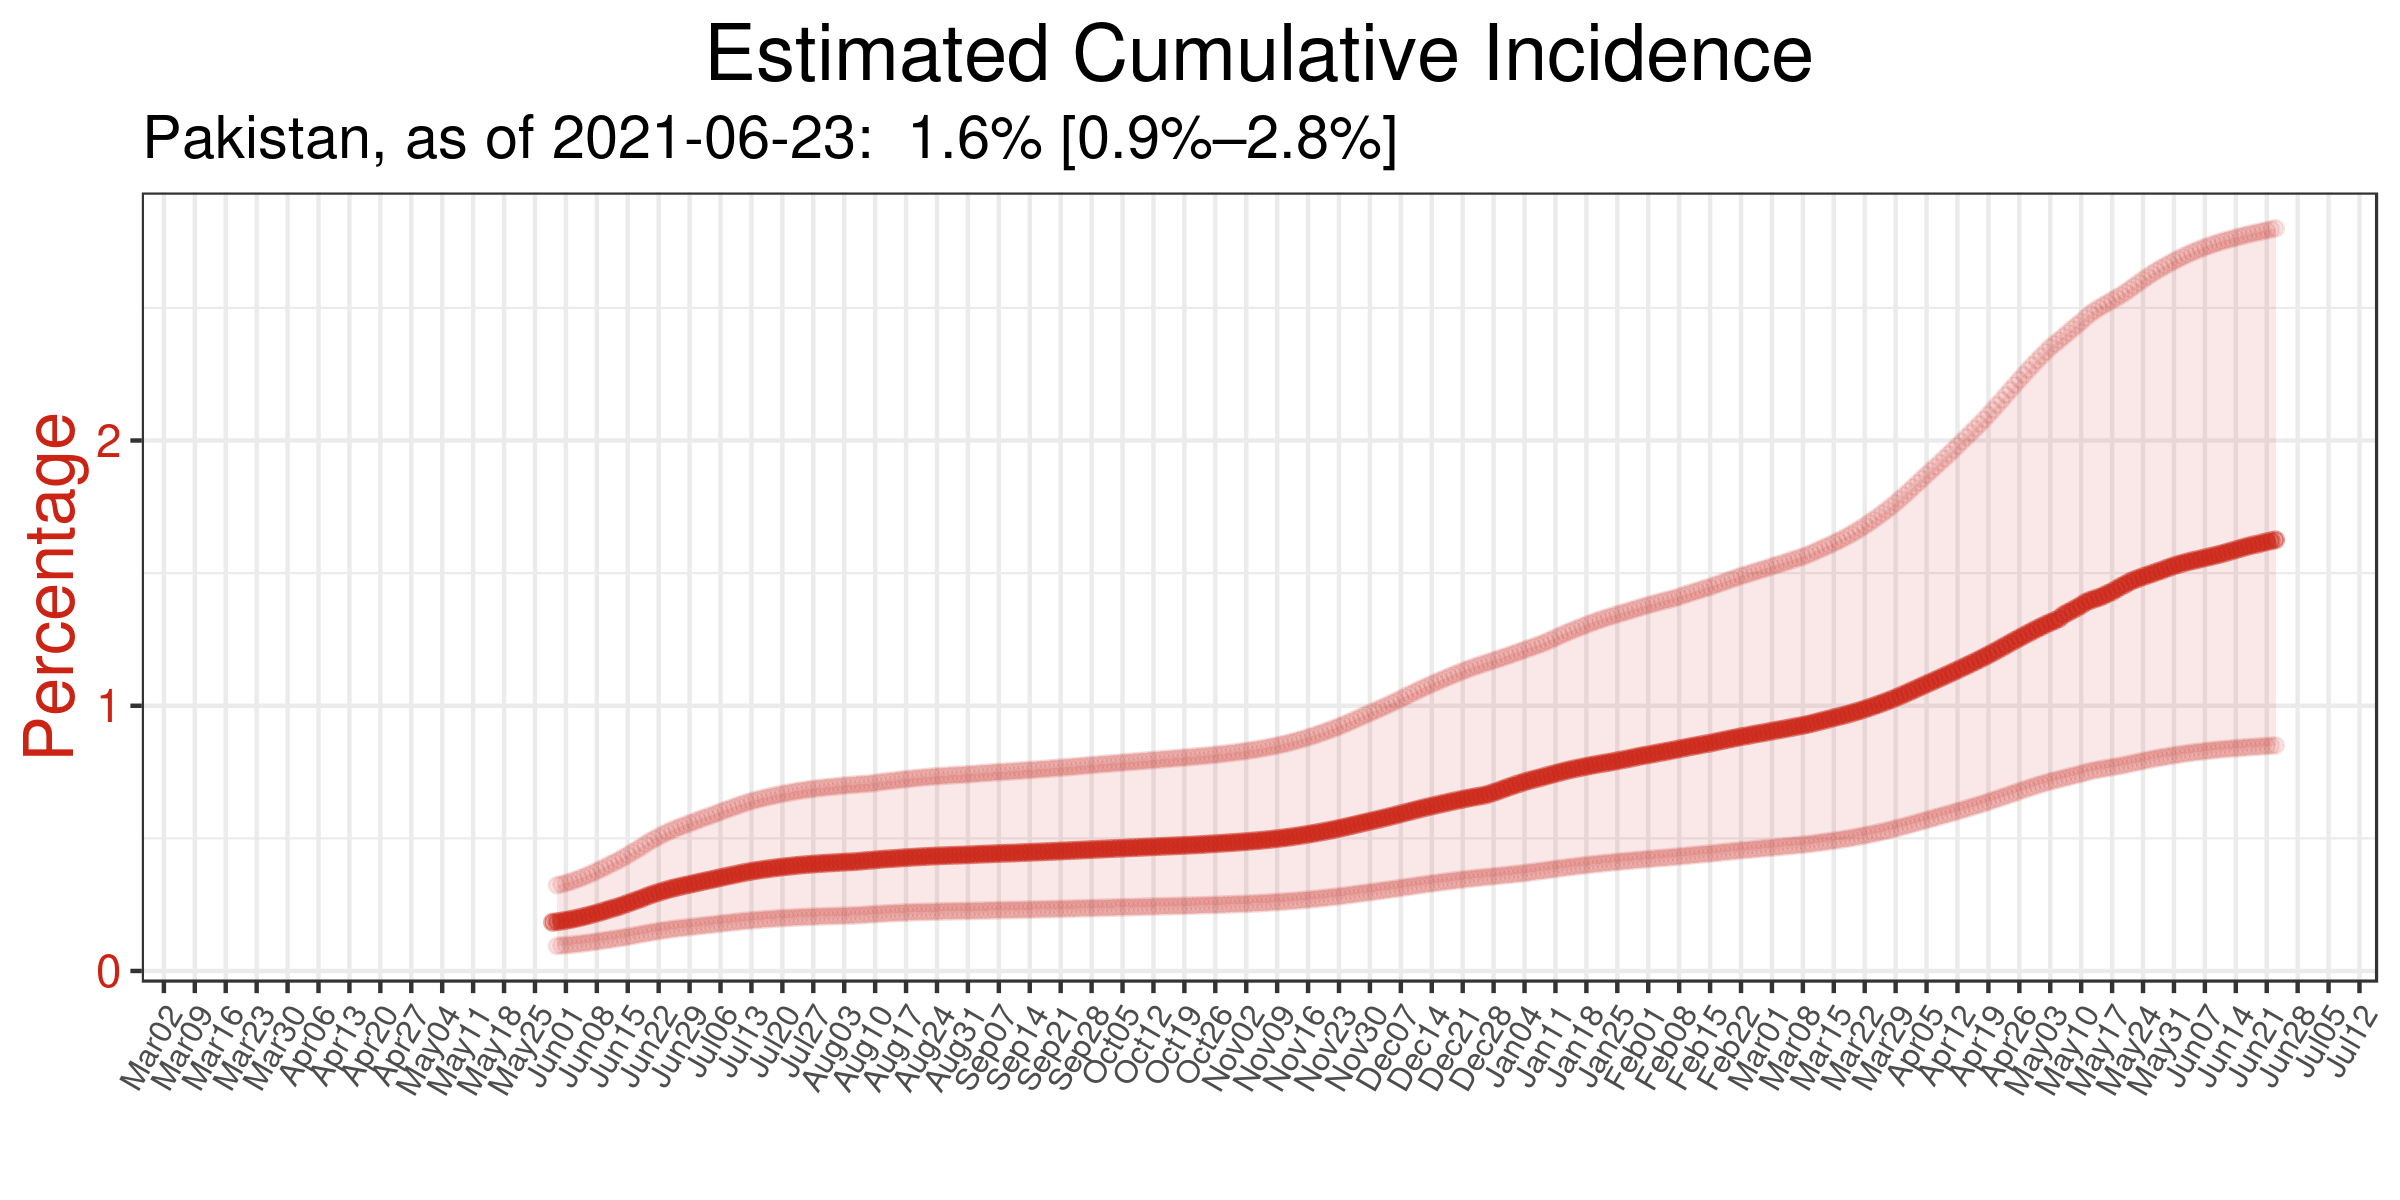 Estimated Cumulative Incidence
Pakistan, as of 2021-06-23:  1.6% [0.9%–2.8%]
Percentage
2
1
0
Mar02
Mar09
Mar16
Mar23
Mar30
Apr06
Apr13
Apr20
Apr27
May04
May11
May18
May25
Jun01
Jun08
Jun15
Jun22
Jun29
Jul06
Jul13
Jul20
Jul27
Aug03
Aug10
Aug17
Aug24
Aug31
Sep07
Sep14
Sep21
Sep28
Oct05
Oct12
Oct19
Oct26
Nov02
Nov09
Nov16
Nov23
Nov30
Dec07
Dec14
Dec21
Dec28
Jan04
Jan11
Jan18
Jan25
Feb01
Feb08
Feb15
Feb22
Mar01
Mar08
Mar15
Mar22
Mar29
Apr05
Apr12
Apr19
Apr26
May03
May10
May17
May24
May31
Jun07
Jun14
Jun21
Jun28
Jul05
Jul12